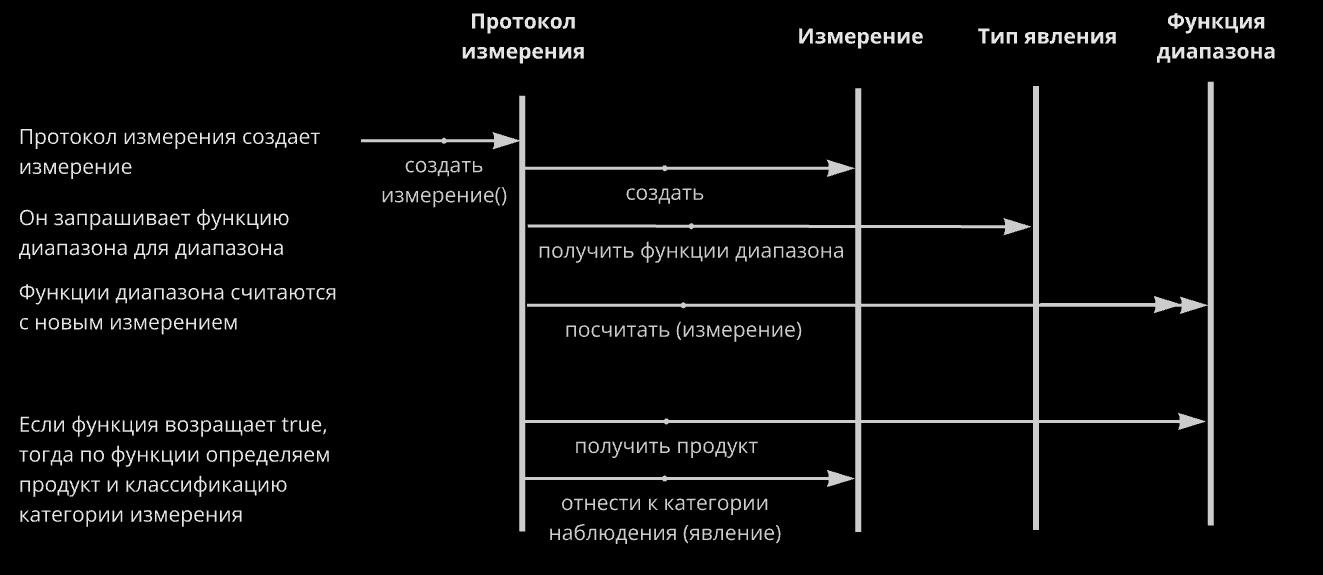 Протокол
измерения
Измерение
Тип явления
Функция
диапазона
Протокол измерения создает
измерение
создать
измерение()
создать
Он запрашивает функцию
диапазона для диапазона
получить функции диапазона
Функции диапазона считаются
с новым измерением
посчитать (измерение)
Если функция возращает true,
тогда по функции определяем
продукт и классификацию
категории измерения
получить продукт
отнести к категории
наблюдения (явление)